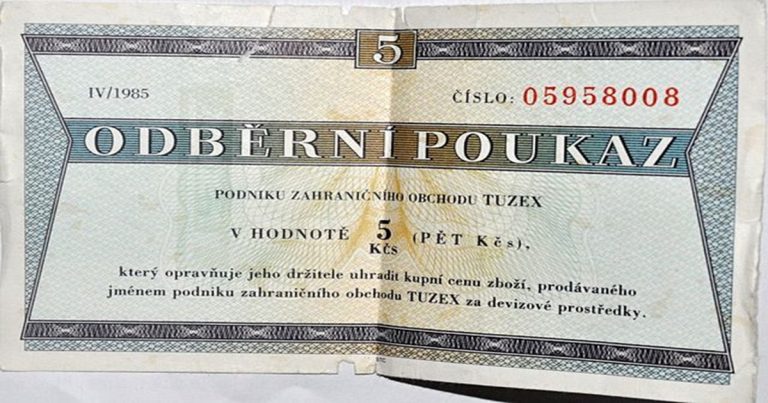 5
IV/1985
ČÍSLO: 05958008
ODBĚRNÍ POUKAZ
PODNIKU ZAHRANIČNÍHO OBCHODU TUZEX
V HODNOTĚ 5 Kčs (PĚT Kčs),
který opravňuje jeho držitele uhradit kupní cenu zboží, prodávaného
jménem podniku zahraničního obchodu TUZEX za devizové prostředky.